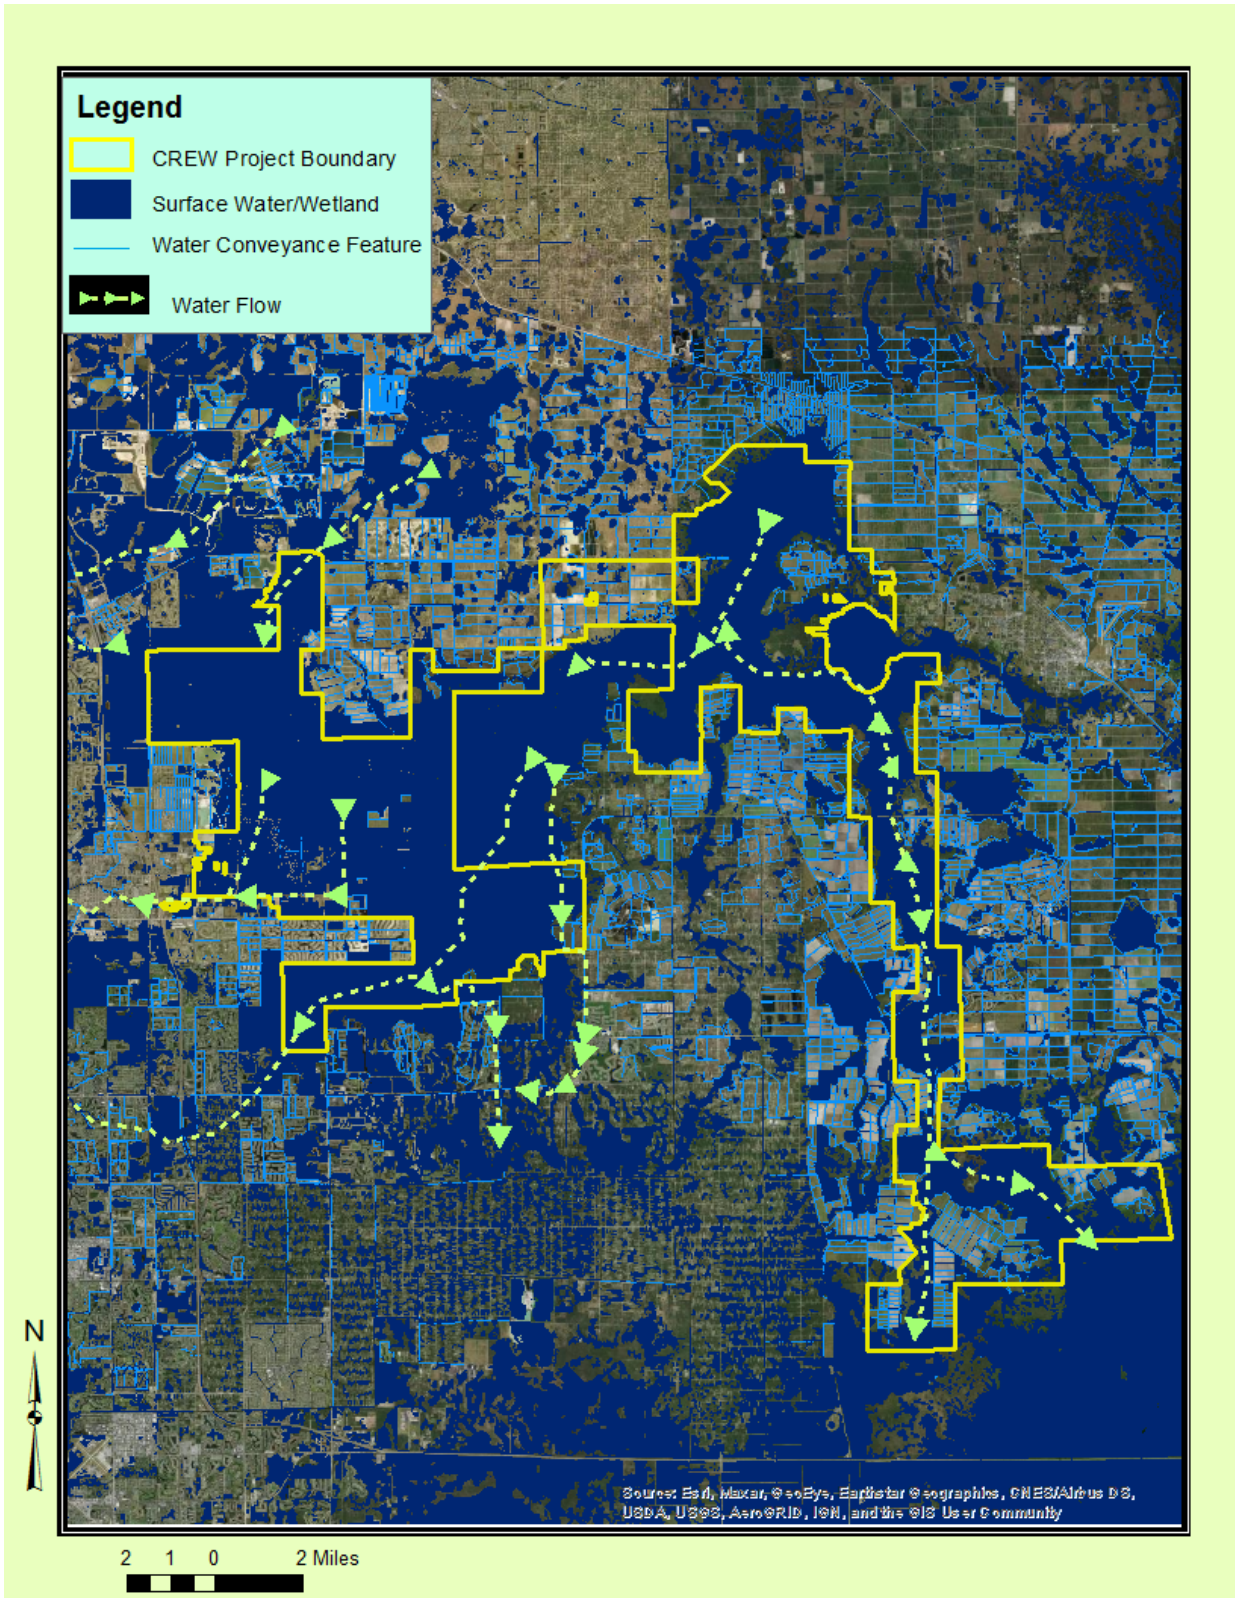 Legend
CREW Project Boundary
Surface Water/Wetland
Water Conveyance Feature
Water Flow
N
Source: Esri, Maxar, GeoEye, Earthstar Geographics, CNES/Airbus DS,
USDA, USGS, AeroGRID, IGN, and the GIS User Community
2 1 0 2 Miles